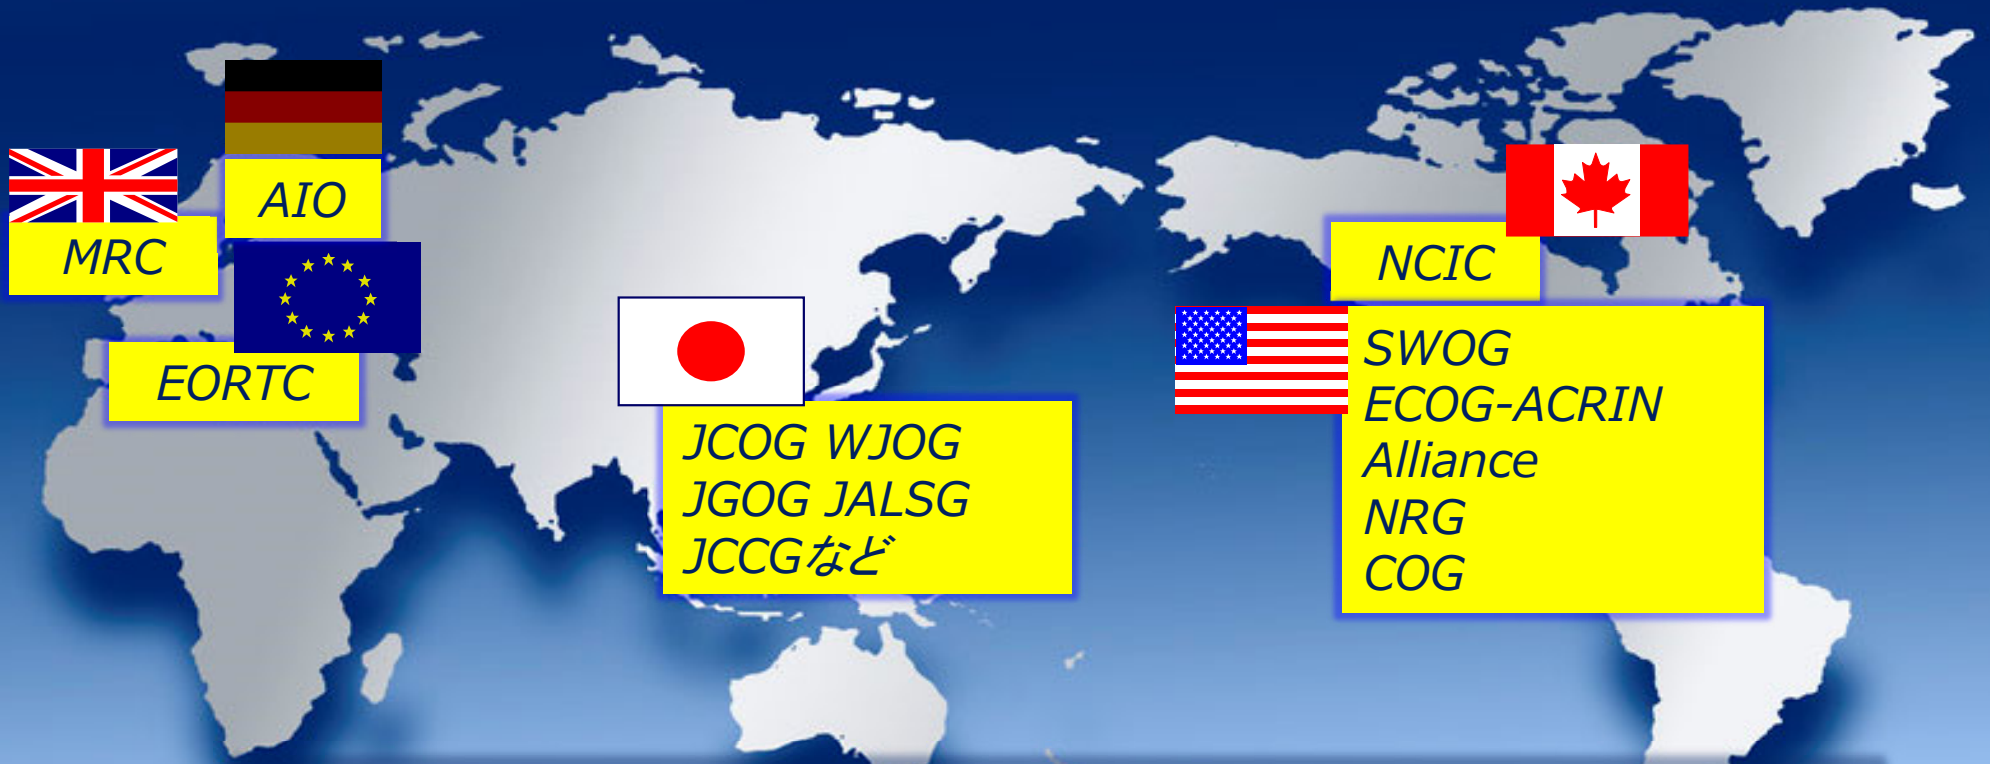 AIO
MRC
EORTC
JCOG WJOG
JGOG JALSG
JCCGなど
NCIC
SWOG
ECOG-ACRIN
Alliance
NRG
COG